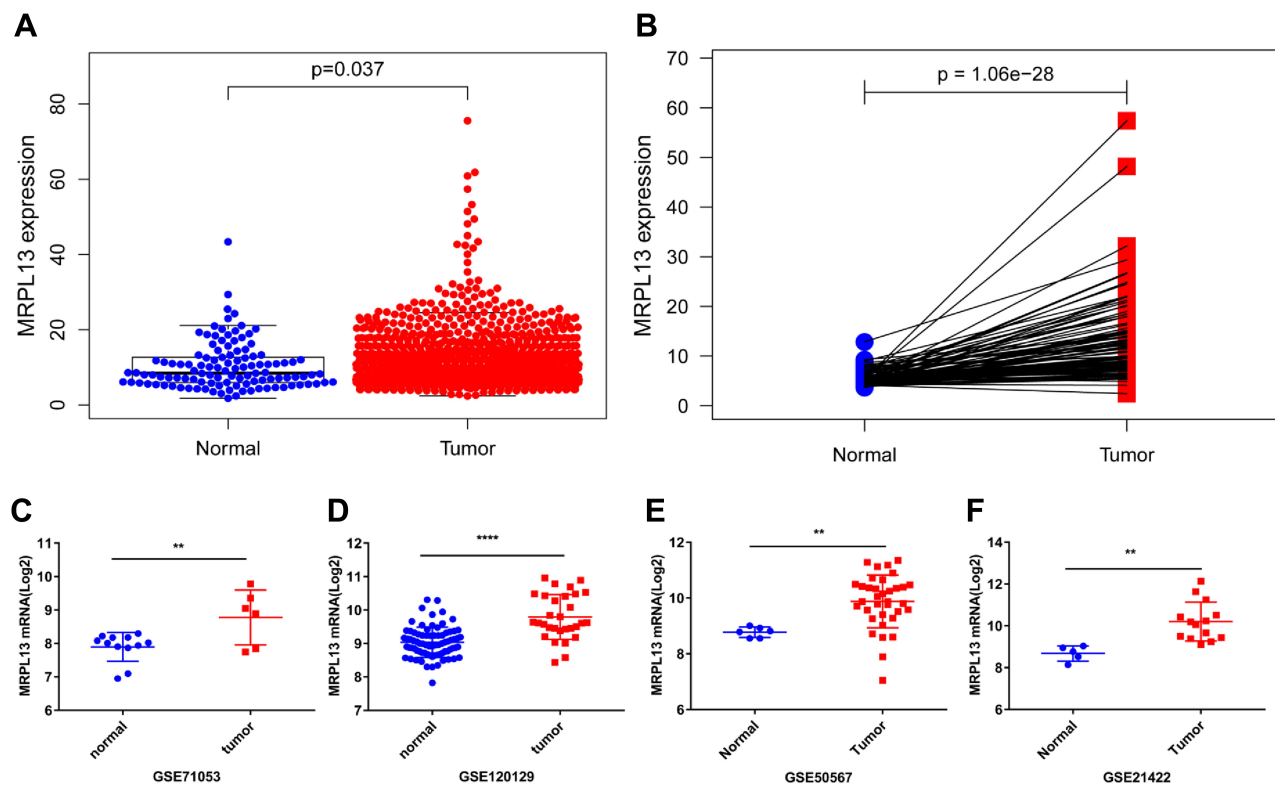 A
MRPL13 expression
80
60
40
20
0
p=0.037
Normal
Tumor
B
MRPL13 expression
70
60
50
40
30
20
10
0
p = 1.06e−28
Normal
Tumor
C
MRPL13 mRNA(Log2)
11
10
9
8
7
6
**
normal
tumor
GSE71053
D
MRPL13 mRNA(Log2)
12
11
10
9
8
7
****
normal
tumor
GSE120129
E
MRPL13 mRNA(Log2)
12
10
8
6
**
Normal
Tumor
GSE50567
F
MRPL13 mRNA(Log2)
14
12
10
8
6
**
Normal
Tumor
GSE21422